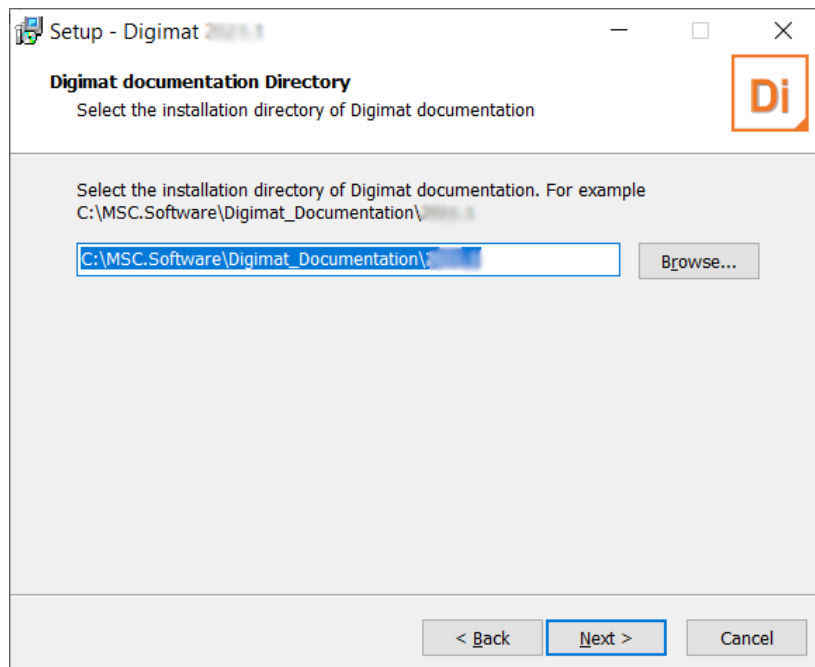 Setup - Digimat
Digimat documentation Directory
Select the installation directory of Digimat documentation
Di
Select the installation directory of Digimat documentation. For example
C:\MSC.Software\Digimat_Documentation\
C:\MSC.Software\Digimat_Documentation\
Browse...
< Back
Next >
Cancel